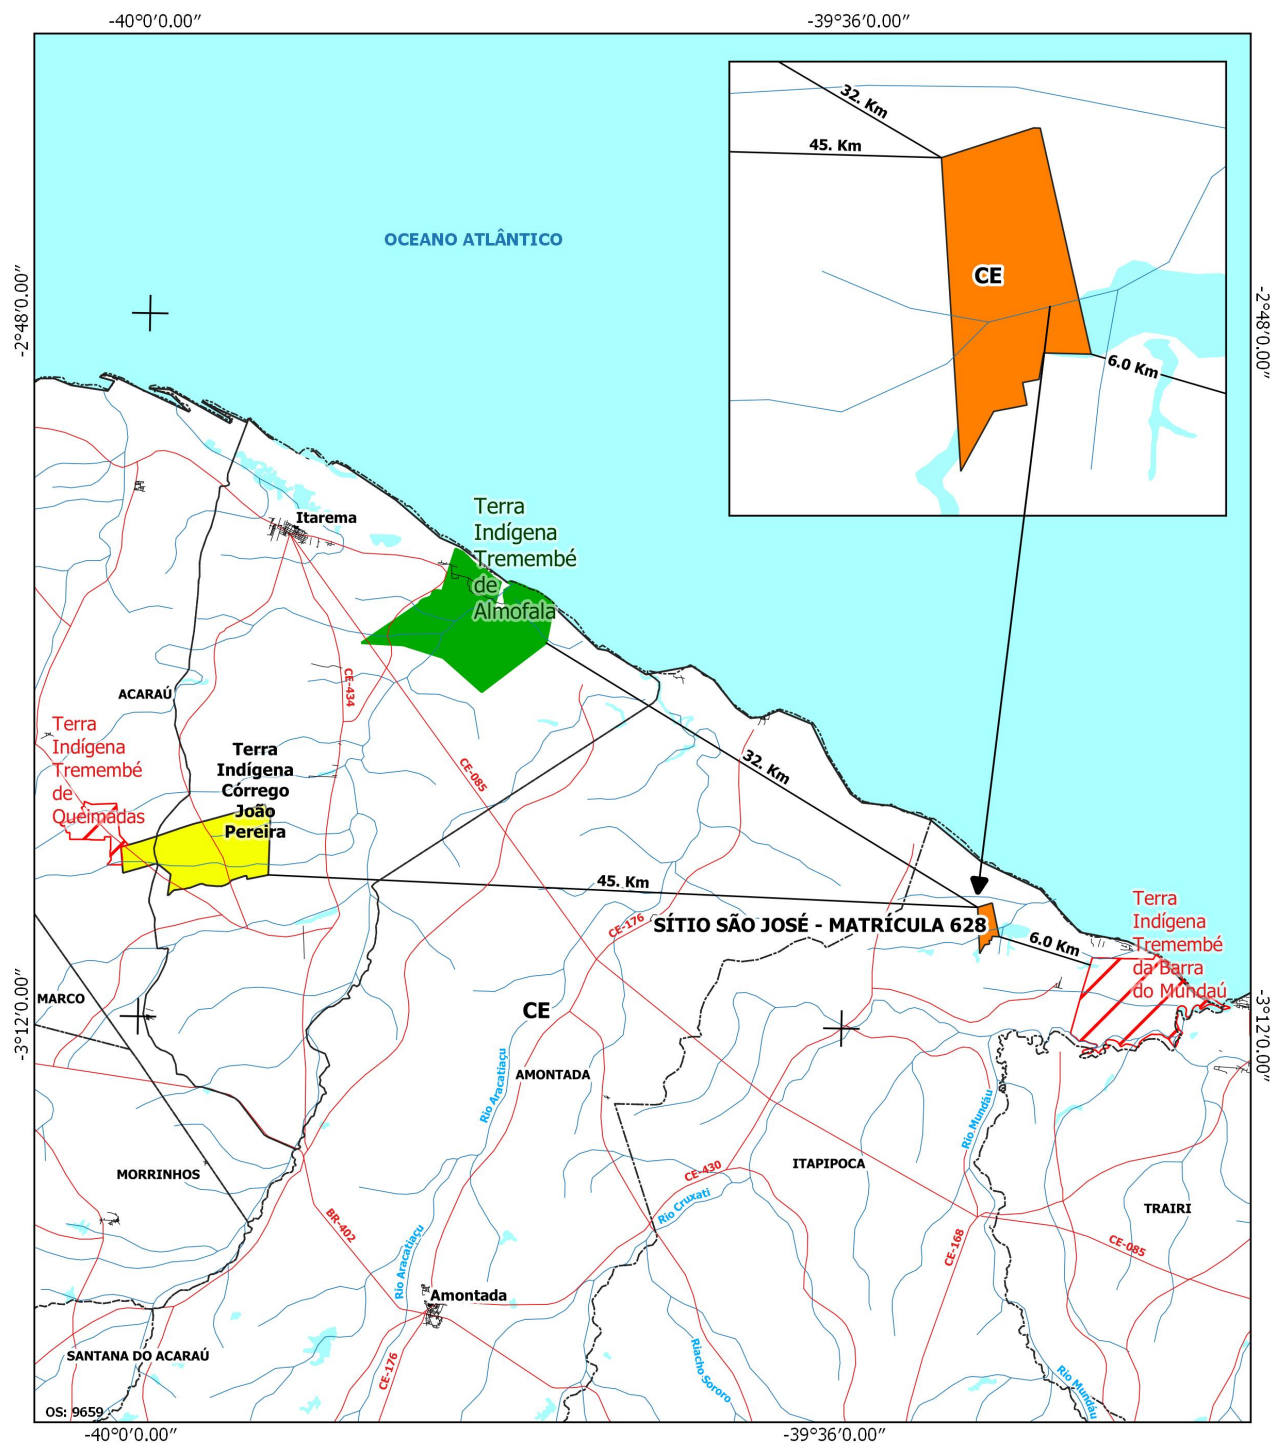 -40°0′0.00″
-39°36′0.00″
-2°48′0.00″
-2°48′0.00″
32. Km
45. Km
CE
6.0 Km
OCEANO ATLÂNTICO
Itarema
Terra
Indígena
Tremembé
de
Almofala
ACARAÚ
CE-434
Terra
Indígena
Tremembé
de
Queimadas
Terra
Indígena
Córrego
João
Pereira
CE-085
32. Km
45. Km
CE-176
SÍTIO SÃO JOSÉ - MATRÍCULA 628
6.0 Km
Terra
Indígena
Tremembé
da Barra
do Mundaú
MARCO
CE
-3°12′0.00″
-3°12′0.00″
AMONTADA
Rio Aracatiaçu
Rio Mundáu
MORRINHOS
ITAPIPOCA
CE-430
Rio Cruxati
TRAIRI
BR-402
Rio Aracatiaçu
CE-168
CE-085
Amontada
SANTANA DO ACARAÚ
CE-176
Riacho Sororo
Rio Mundáu
OS: 9659
-40°0′0.00″
-39°36′0.00″